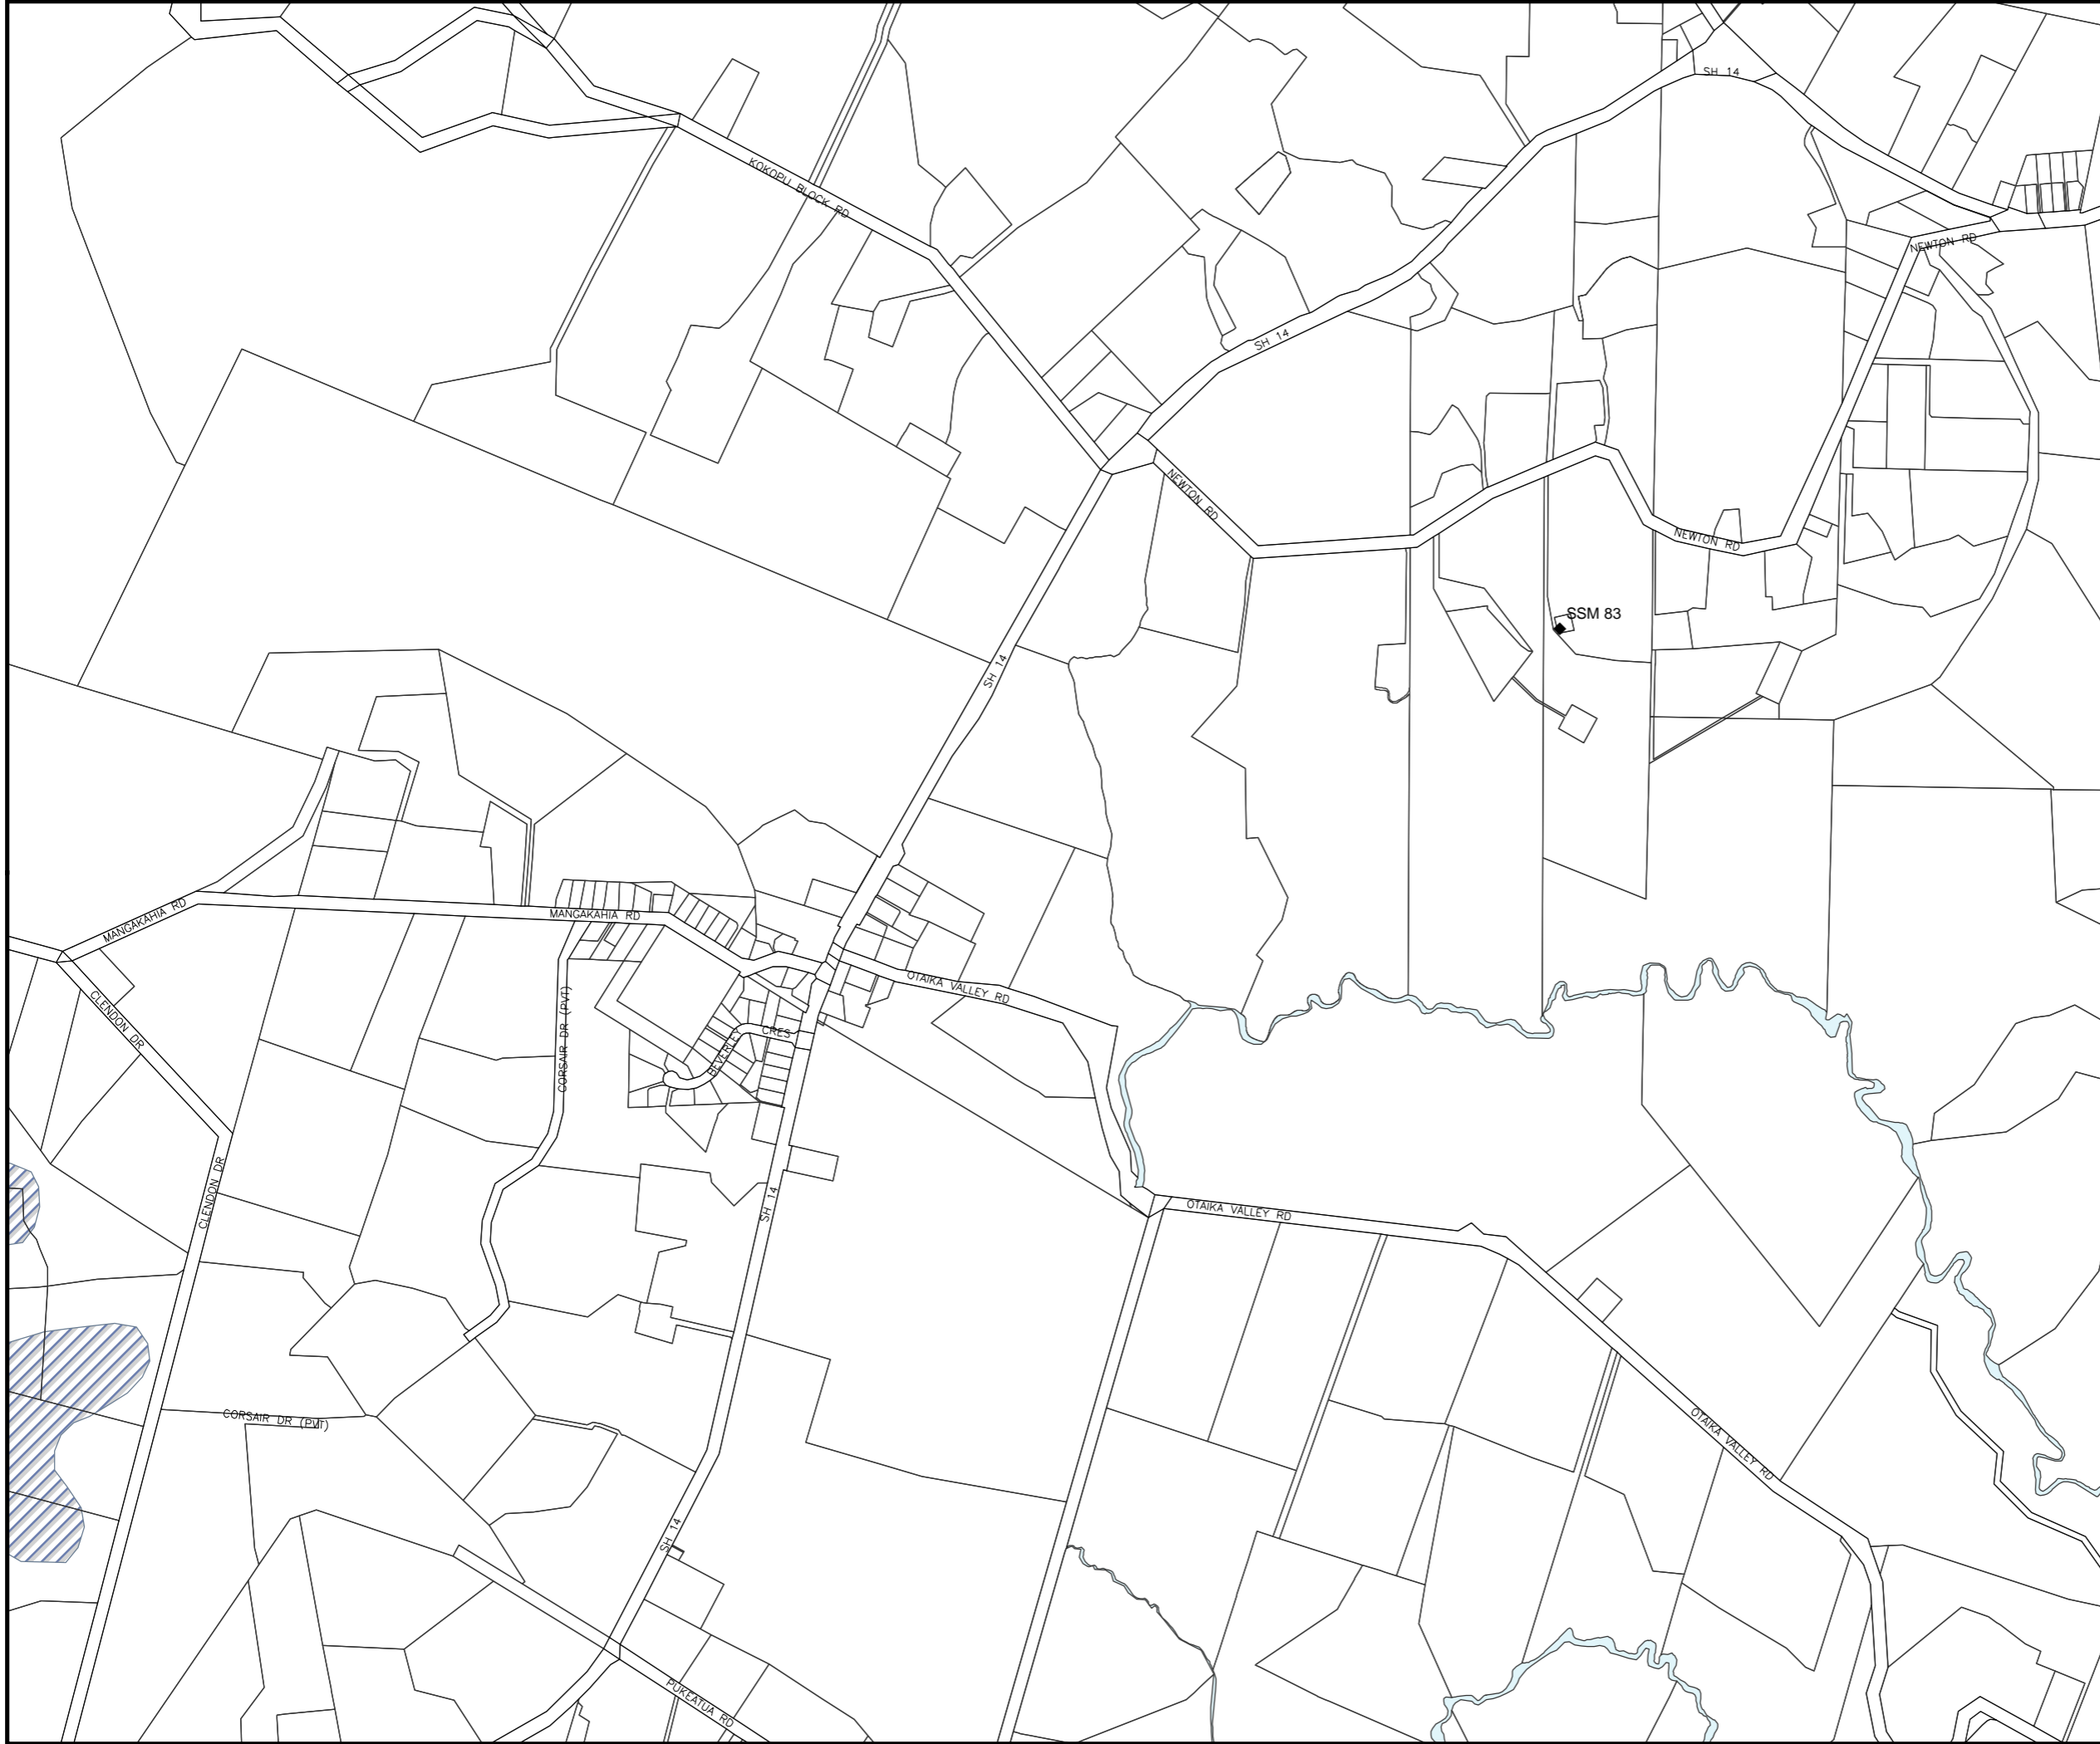 SH 14
KOKOPU BLOCK RD
NEWTON RD
SH 14
NEWTON RD
NEWTON RD
SSM 83
SH 14
MANGAKAHIA RD
MANGAKAHIA RD
OTAIKA VALLEY RD
CLENDON DR
CORSAIR DR (PVT)
BEVERLEY
CRES
CLENDON DR
SH 14
OTAIKA VALLEY RD
CORSAIR DR (PVT)
OTAIKA VALLEY RD
SH 14
PUKEATUA RD